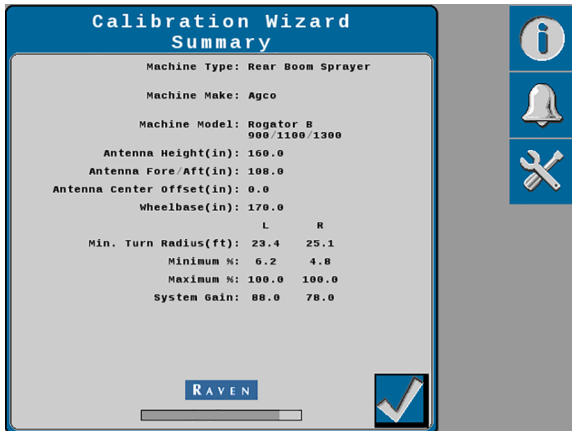 Calibration Wizard
Summary
Machine Type: Rear Boom Sprayer
Machine Make: Agco
Machine Model: Rogator B
900/1100/1300
Antenna Height(in): 160.0
Antenna Fore/Aft(in): 108.0
Antenna Center Offset(in): 0.0
Wheelbase(in): 170.0
L R
Min. Turn Radius(ft): 23.4 25.1
Minimum %: 6.2 4.8
Maximum %: 100.0 100.0
System Gain: 88.0 78.0
RAVEN